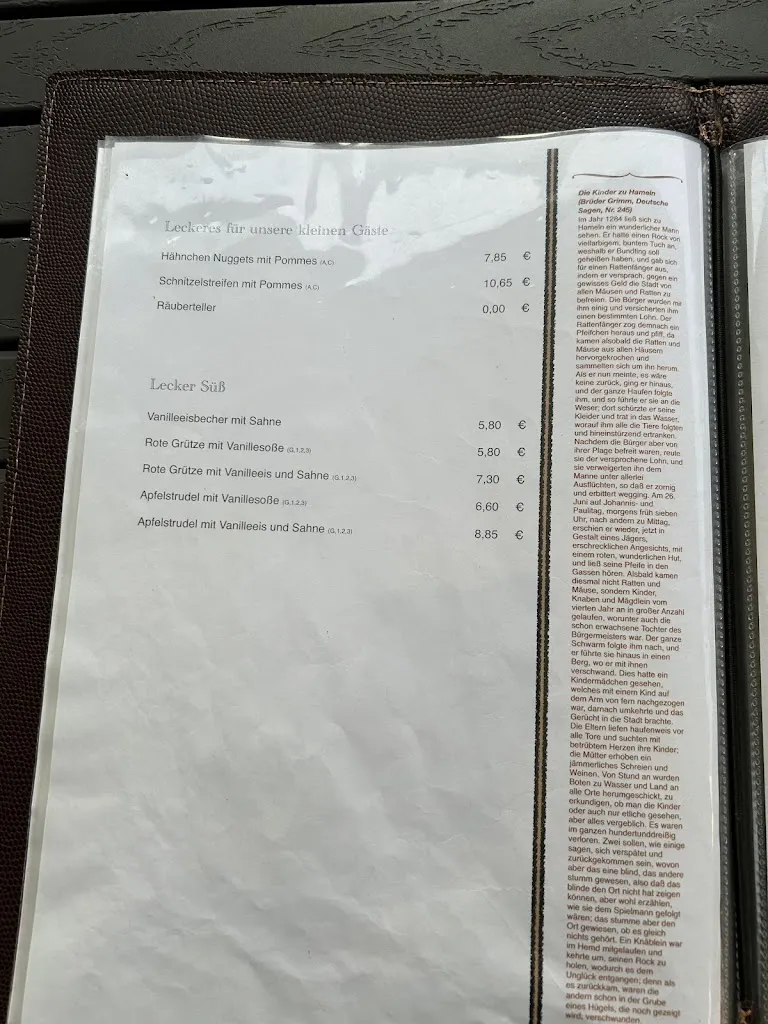 Leckeres für unsere kleinen Gäste
Hähnchen Nuggets mit Pommes (A,C) 7,85 €
Schnitzelstreifen mit Pommes (A,C) 10,65 €
Räuberteller 0,00 €
Lecker Süß
Vanilleeisbecher mit Sahne 5,80 €
Rote Grütze mit Vanillesoße (G,1,2,3) 5,80 €
Rote Grütze mit Vanilleeis und Sahne (G,1,2,3) 7,30 €
Apfelstrudel mit Vanillesoße (G,1,2,3) 6,60 €
Apfelstrudel mit Vanilleeis und Sahne (G,1,2,3) 8,85 €
Die Kinder zu Hameln
(Brüder Grimm, Deutsche
Sagen, Nr. 245)
Im Jahr 1284 ließ sich zu
Hameln ein wunderlicher Mann
sehen. Er hatte einen Rock von
vielfarbigem, buntem Tuch an,
weshalb er Bundting soll
geheißen haben, und gab sich
für einen Rattenfänger aus,
indem er versprach, gegen ein
gewisses Geld die Stadt von
allen Mäusen und Ratten zu
befreien. Die Bürger wurden mit
ihm einig und versicherten ihm
einen bestimmten Lohn. Der
Rattenfänger zog demnach ein
Pfeifchen heraus und pfiff, da
kamen alsobald die Ratten und
Mäuse aus allen Häusern
hervorgekrochen und
sammelten sich um ihn herum.
Als er nun meinte, es wäre
keine zurück, ging er hinaus,
und der ganze Haufen folgte
ihm, und so führte er sie an die
Weser; dort schürzte er seine
Kleider und trat in das Wasser,
worauf ihm alle die Tiere folgten
und hineinstürzend ertranken.
Nachdem die Bürger aber von
ihrer Plage befreit waren, reute
sie der versprochene Lohn, und
sie verweigerten ihn dem
Manne unter allerlei
Ausflüchten, so daß er zornig
und erbittert wegging. Am 26.
Juni auf Johannis- und
Paulitag, morgens früh sieben
Uhr, nach andern zu Mittag,
erschien er wieder, jetzt in
Gestalt eines Jägers,
erschrecklichen Angesichts, mit
einem roten, wunderlichen Hut,
und ließ seine Pfeife in den
Gassen hören. Alsbald kamen
diesmal nicht Ratten und
Mäuse, sondern Kinder,
Knaben und Mägdlein vom
vierten Jahr an in großer Anzahl
gelaufen, worunter auch die
schon erwachsene Tochter des
Bürgermeisters war. Der ganze
Schwarm folgte ihm nach, und
er führte sie hinaus in einen
Berg, wo er mit ihnen
verschwand. Dies hatte ein
Kindermädchen gesehen,
welches mit einem Kind auf
dem Arm von fern nachgezogen
war, darnach umkehrte und das
Gerücht in die Stadt brachte.
Die Eltern liefen haufenweis vor
alle Tore und suchten mit
betrübtem Herzen ihre Kinder;
die Mütter erhoben ein
jämmerliches Schreien und
Weinen. Von Stund an wurden
Boten zu Wasser und Land an
alle Orte herumgeschickt, zu
erkundigen, ob man die Kinder
oder auch nur etliche gesehen,
aber alles vergeblich. Es waren
im ganzen hundertunddreißig
verloren. Zwei sollen, wie einige
sagen, sich verspätet und
zurückgekommen sein, wovon
aber das eine blind, das andere
stumm gewesen, also daß das
blinde den Ort nicht hat zeigen
können, aber wohl erzählen,
wie sie dem Spielmann gefolgt
wären; das stumme aber den
Ort gewiesen, ob es gleich
nichts gehört. Ein Knäblein war
im Hemd mitgelaufen und
kehrte um, seinen Rock zu
holen, wodurch es dem
Unglück entgangen; denn als
es zurückkam, waren die
andern schon in der Grube
eines Hügels, die noch gezeigt
wird, verschwunden.